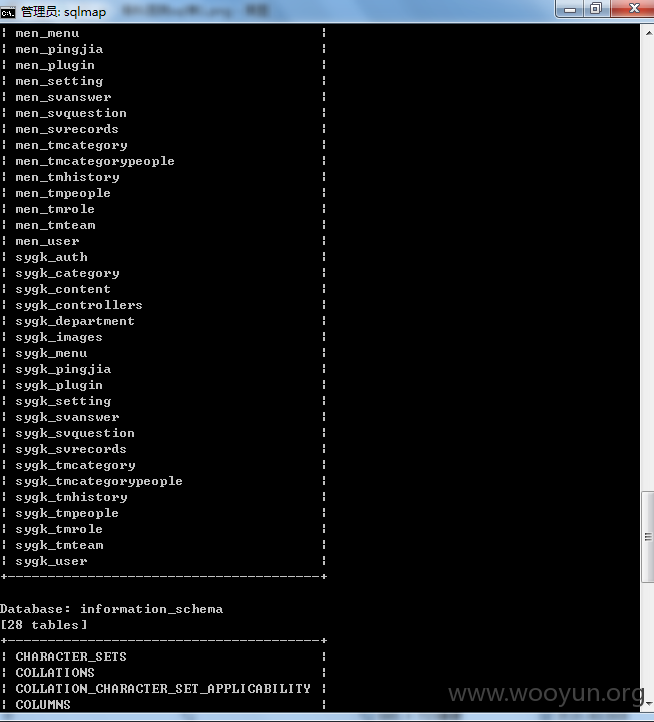 管理员: sqlmap
¦ men_menu ¦
¦ men_pingjia ¦
¦ men_plugin ¦
¦ men_setting ¦
¦ men_svanswer ¦
¦ men_svquestion ¦
¦ men_svrecords ¦
¦ men_tmcategory ¦
¦ men_tmcategorypeople ¦
¦ men_tmhistory ¦
¦ men_tmpeople ¦
¦ men_tmrole ¦
¦ men_tmteam ¦
¦ men_user ¦
¦ sygk_auth ¦
¦ sygk_category ¦
¦ sygk_content ¦
¦ sygk_controllers ¦
¦ sygk_department ¦
¦ sygk_images ¦
¦ sygk_menu ¦
¦ sygk_pingjia ¦
¦ sygk_plugin ¦
¦ sygk_setting ¦
¦ sygk_svanswer ¦
¦ sygk_svquestion ¦
¦ sygk_svrecords ¦
¦ sygk_tmcategory ¦
¦ sygk_tmcategorypeople ¦
¦ sygk_tmhistory ¦
¦ sygk_tmpeople ¦
¦ sygk_tmrole ¦
¦ sygk_tmteam ¦
¦ sygk_user ¦
+---------------------------------------+
Database: information_schema
[28 tables]
+---------------------------------------+
¦ CHARACTER_SETS ¦
¦ COLLATIONS ¦
¦ COLLATION_CHARACTER_SET_APPLICABILITY ¦
¦ COLUMNS ¦
www.wooyun.org